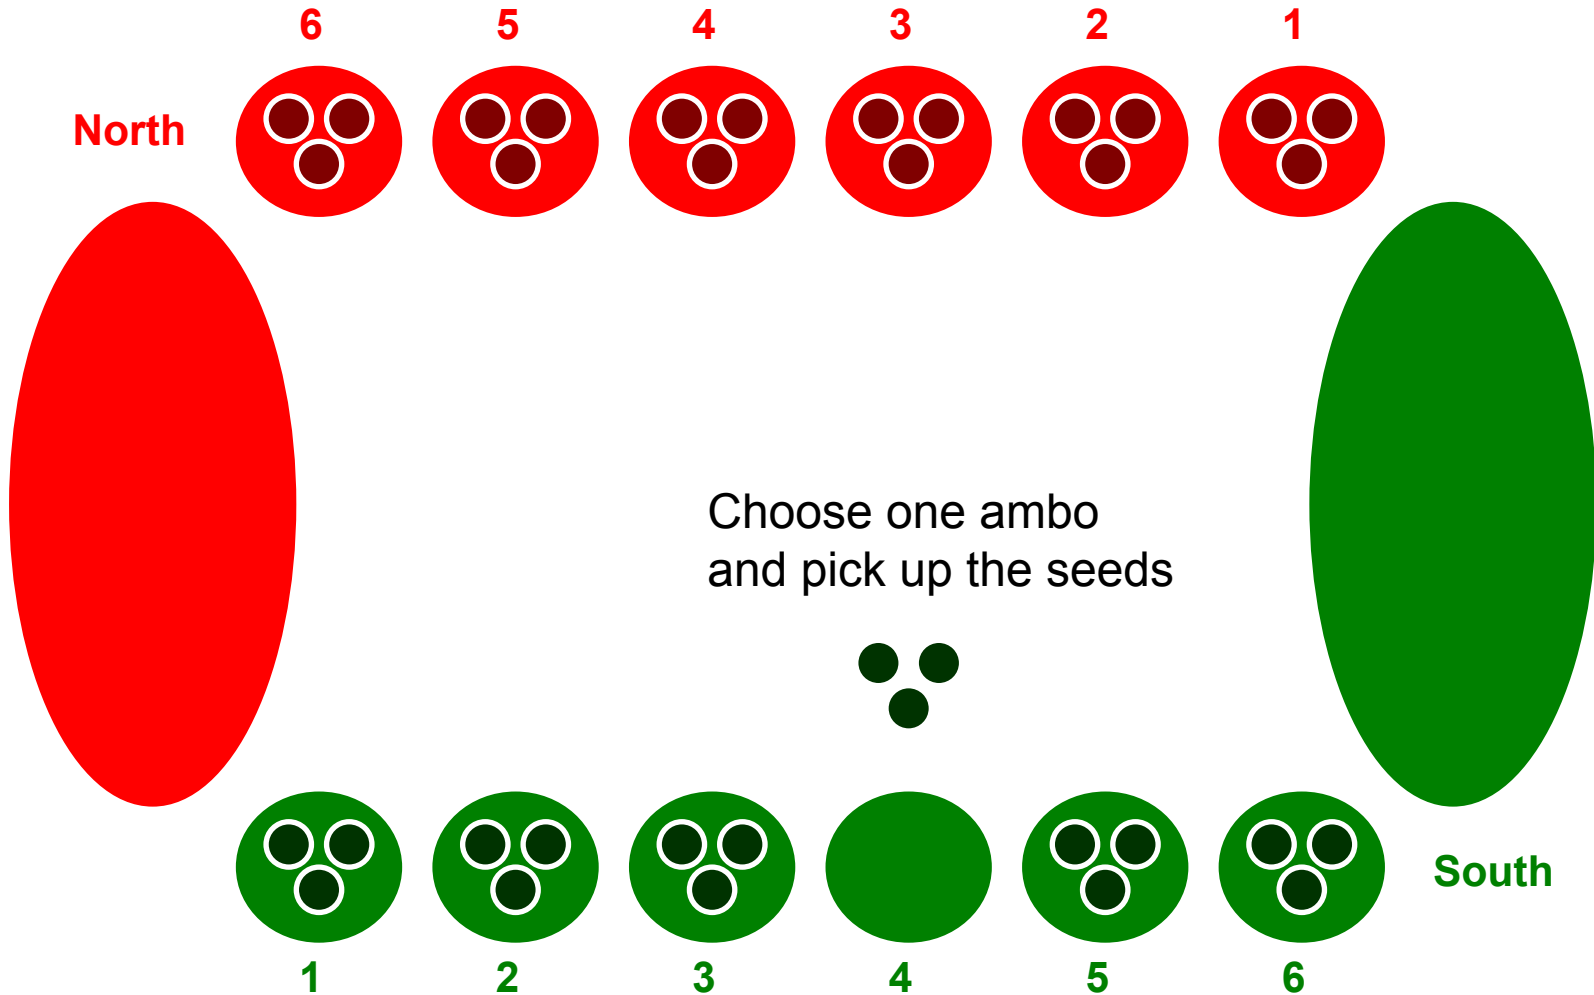 6 5 4 3 2 1
North
Choose one ambo
and pick up the seeds
South
1 2 3 4 5 6